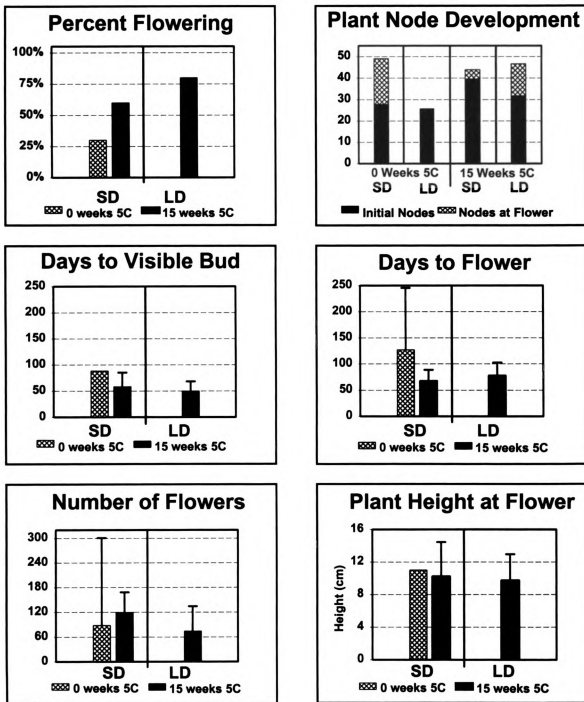 Percent Flowering
100%
75%
50%
25%
0%
SD LD
0 weeks 5C 15 weeks 5C
Plant Node Development
50
40
30
20
10
0
0 Weeks 5C 15 Weeks 5C
SD LD SD LD
Initial Nodes Nodes at Flower
Days to Visible Bud
250
200
150
100
50
0
SD LD
0 weeks 5C 15 weeks 5C
Days to Flower
250
200
150
100
50
0
SD LD
0 weeks 5C 15 weeks 5C
Number of Flowers
300
240
180
120
60
0
SD LD
0 weeks 5C 15 weeks 5C
Plant Height at Flower
Height (cm)
16
12
8
4
0
SD LD
0 weeks 5C 15 weeks 5C